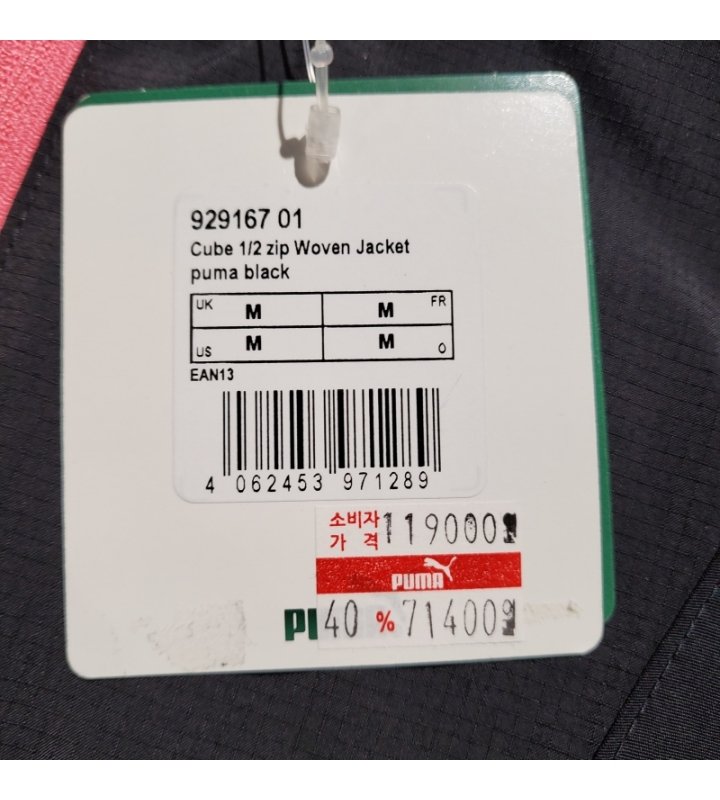 929167 01
Cube 1/2 zip Woven Jacket
puma black
UK M M FR
US M M O
EAN13
4 062453 971289
소비자
가 격 119000
PUMA
40 % 71400